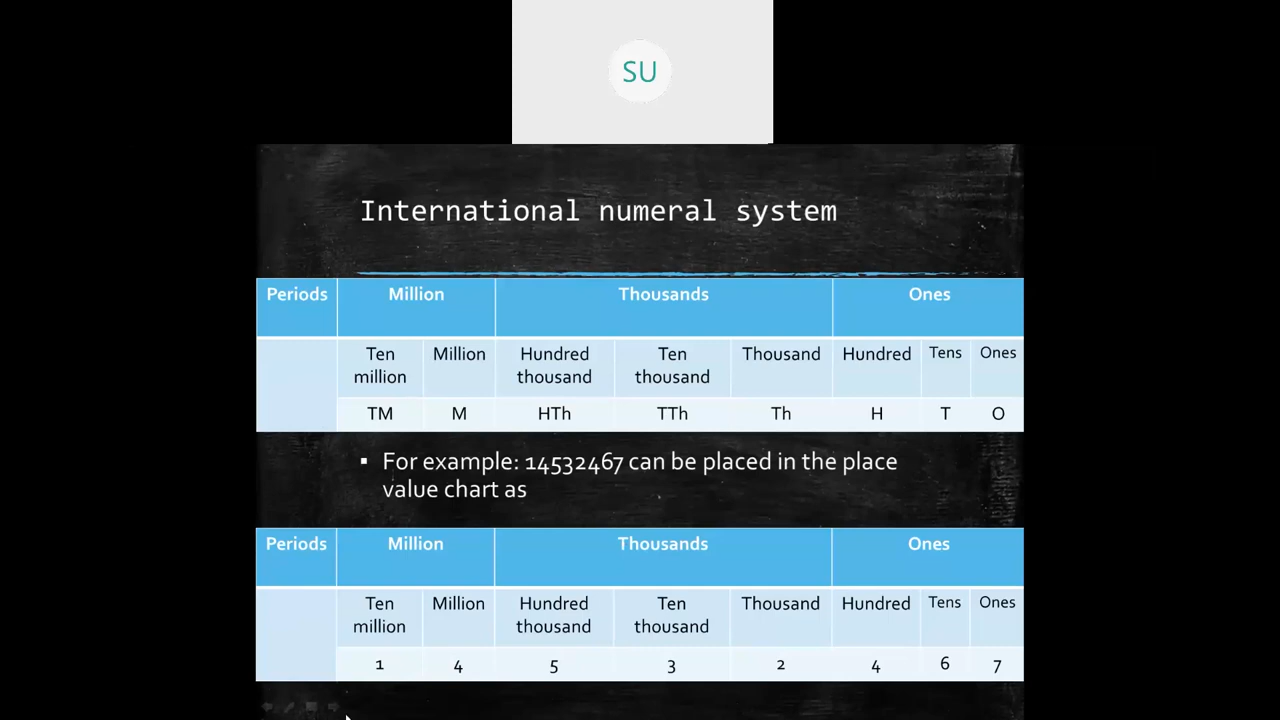 SU
International numeral system
Periods Million Thousands Ones
Ten million Million Hundred thousand Ten thousand Thousand Hundred Tens Ones
TM M HTh TTh Th H T O
▪ For example: 14532467 can be placed in the place
value chart as
Periods Million Thousands Ones
Ten million Million Hundred thousand Ten thousand Thousand Hundred Tens Ones
1 4 5 3 2 4 6 7